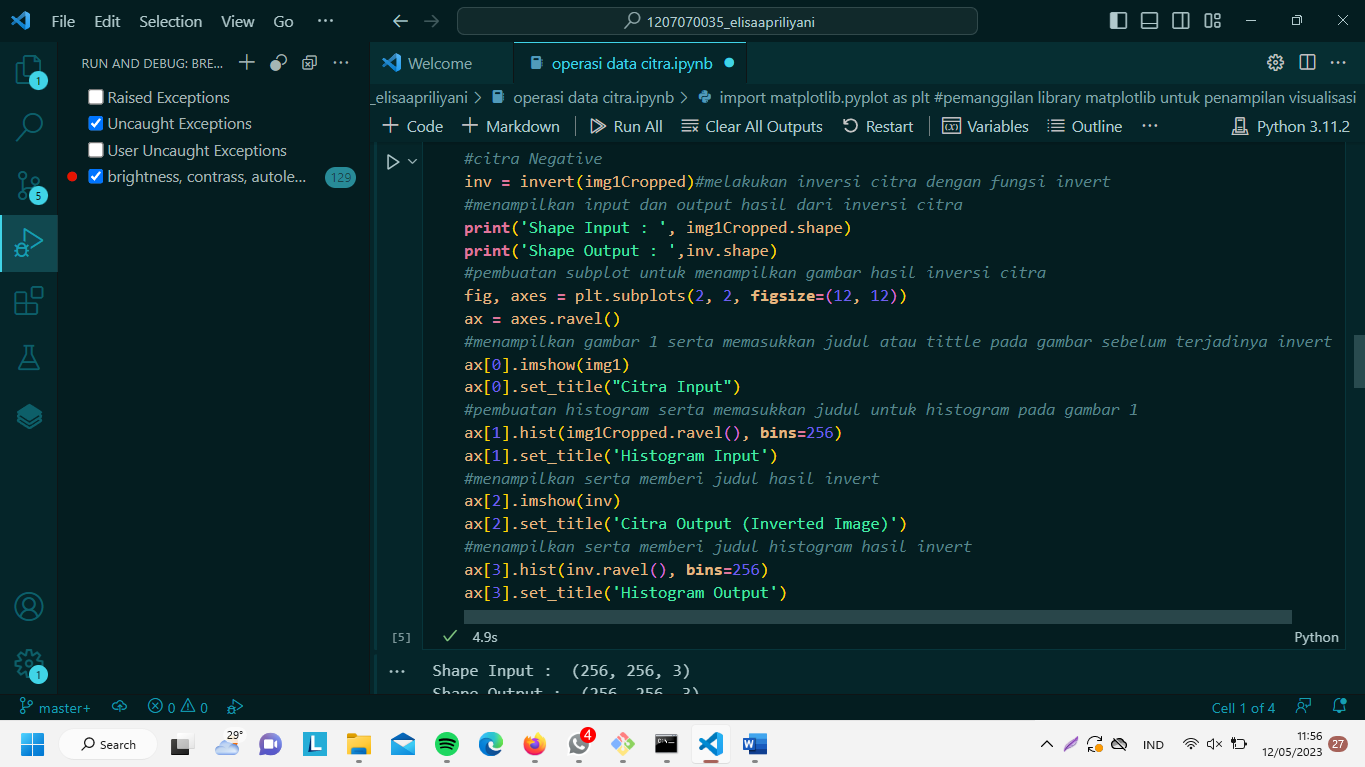 File Edit Selection View Go ··· 1207070035_elisaapriliyani
RUN AND DEBUG: BRE... Welcome operasi data citra.ipynb
_elisaapriliyani > operasi data citra.ipynb > import matplotlib.pyplot as plt #pemanggilan library matplotlib untuk penampilan visualisasi
Code Markdown Run All Clear All Outputs Restart Variables Outline ··· Python 3.11.2
Raised Exceptions
Uncaught Exceptions
User Uncaught Exceptions
brightness, contrass, autole... 129
1
5
1
#citra Negative
inv = invert(img1Cropped)#melakukan inversi citra dengan fungsi invert
#menampilkan input dan output hasil dari inversi citra
print('Shape Input : ', img1Cropped.shape)
print('Shape Output : ',inv.shape)
#pembuatan subplot untuk menampilkan gambar hasil inversi citra
fig, axes = plt.subplots(2, 2, figsize=(12, 12))
ax = axes.ravel()
#menampilkan gambar 1 serta memasukkan judul atau tittle pada gambar sebelum terjadinya invert
ax[0].imshow(img1)
ax[0].set_title("Citra Input")
#pembuatan histogram serta memasukkan judul untuk histogram pada gambar 1
ax[1].hist(img1Cropped.ravel(), bins=256)
ax[1].set_title('Histogram Input')
#menampilkan serta memberi judul hasil invert
ax[2].imshow(inv)
ax[2].set_title('Citra Output (Inverted Image)')
#menampilkan serta memberi judul histogram hasil invert
ax[3].hist(inv.ravel(), bins=256)
ax[3].set_title('Histogram Output')
[5] 4.9s Python
Shape Input :  (256, 256, 3)
Shape Output :  (256, 256, 3)
master+ 0 0 Cell 1 of 4
Search 29° L 4 W IND 11:56
12/05/2023 27